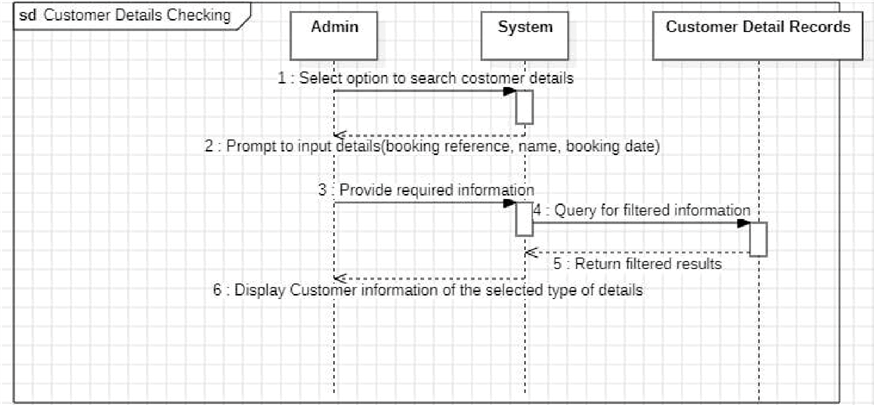 sd Customer Details Checking
Admin
System
Customer Detail Records
1 : Select option to search costomer details
2 : Prompt to input details(booking reference, name, booking date)
3 : Provide required information
4 : Query for filtered information
5 : Return filtered results
6 : Display Customer information of the selected type of details